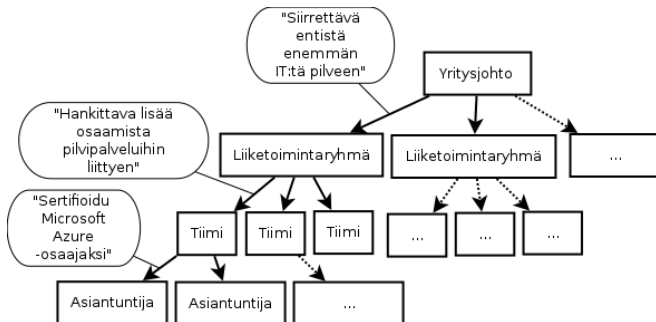 "Siirrettävä
entistä
enemmän
IT:tä pilveen"
Yritysjohto
"Hankittava lisää
osaamista
pilvipalveluihin
liittyen"
Liiketoimintaryhmä
Liiketoimintaryhmä
...
"Sertifioidu
Microsoft
Azure
-osaajaksi"
Tiimi
Tiimi
Tiimi
...
...
...
Asiantuntija
Asiantuntija
...